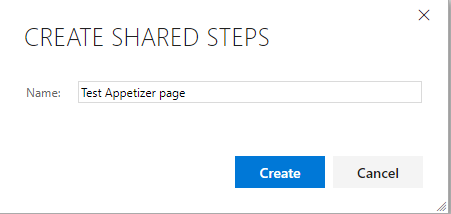 CREATE SHARED STEPS
Name: Test Appetizer page
Create Cancel